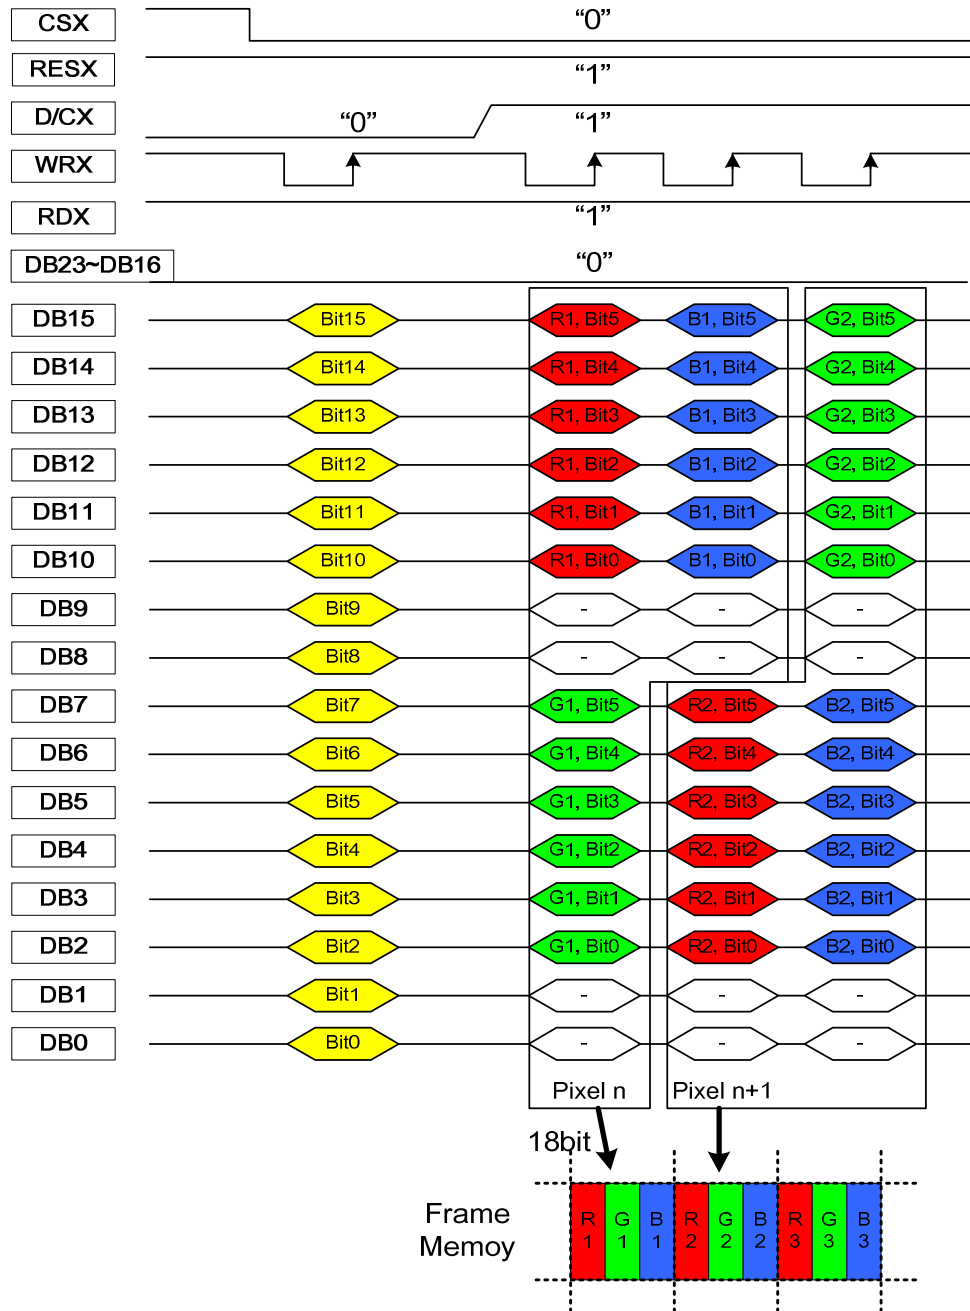 CSX “0”
RESX “1”
D/CX “0” “1”
WRX
RDX “1”
DB23~DB16 “0”
DB15 Bit15 R1, Bit5 B1, Bit5 G2, Bit5
DB14 Bit14 R1, Bit4 B1, Bit4 G2, Bit4
DB13 Bit13 R1, Bit3 B1, Bit3 G2, Bit3
DB12 Bit12 R1, Bit2 B1, Bit2 G2, Bit2
DB11 Bit11 R1, Bit1 B1, Bit1 G2, Bit1
DB10 Bit10 R1, Bit0 B1, Bit0 G2, Bit0
DB9 Bit9 - - -
DB8 Bit8 - - -
DB7 Bit7 G1, Bit5 R2, Bit5 B2, Bit5
DB6 Bit6 G1, Bit4 R2, Bit4 B2, Bit4
DB5 Bit5 G1, Bit3 R2, Bit3 B2, Bit3
DB4 Bit4 G1, Bit2 R2, Bit2 B2, Bit2
DB3 Bit3 G1, Bit1 R2, Bit1 B2, Bit1
DB2 Bit2 G1, Bit0 R2, Bit0 B2, Bit0
DB1 Bit1 - - -
DB0 Bit0 - - -
Pixel n Pixel n+1
18bit
Frame
Memoy
R G B R G B R G B
1 1 1 2 2 2 3 3 3